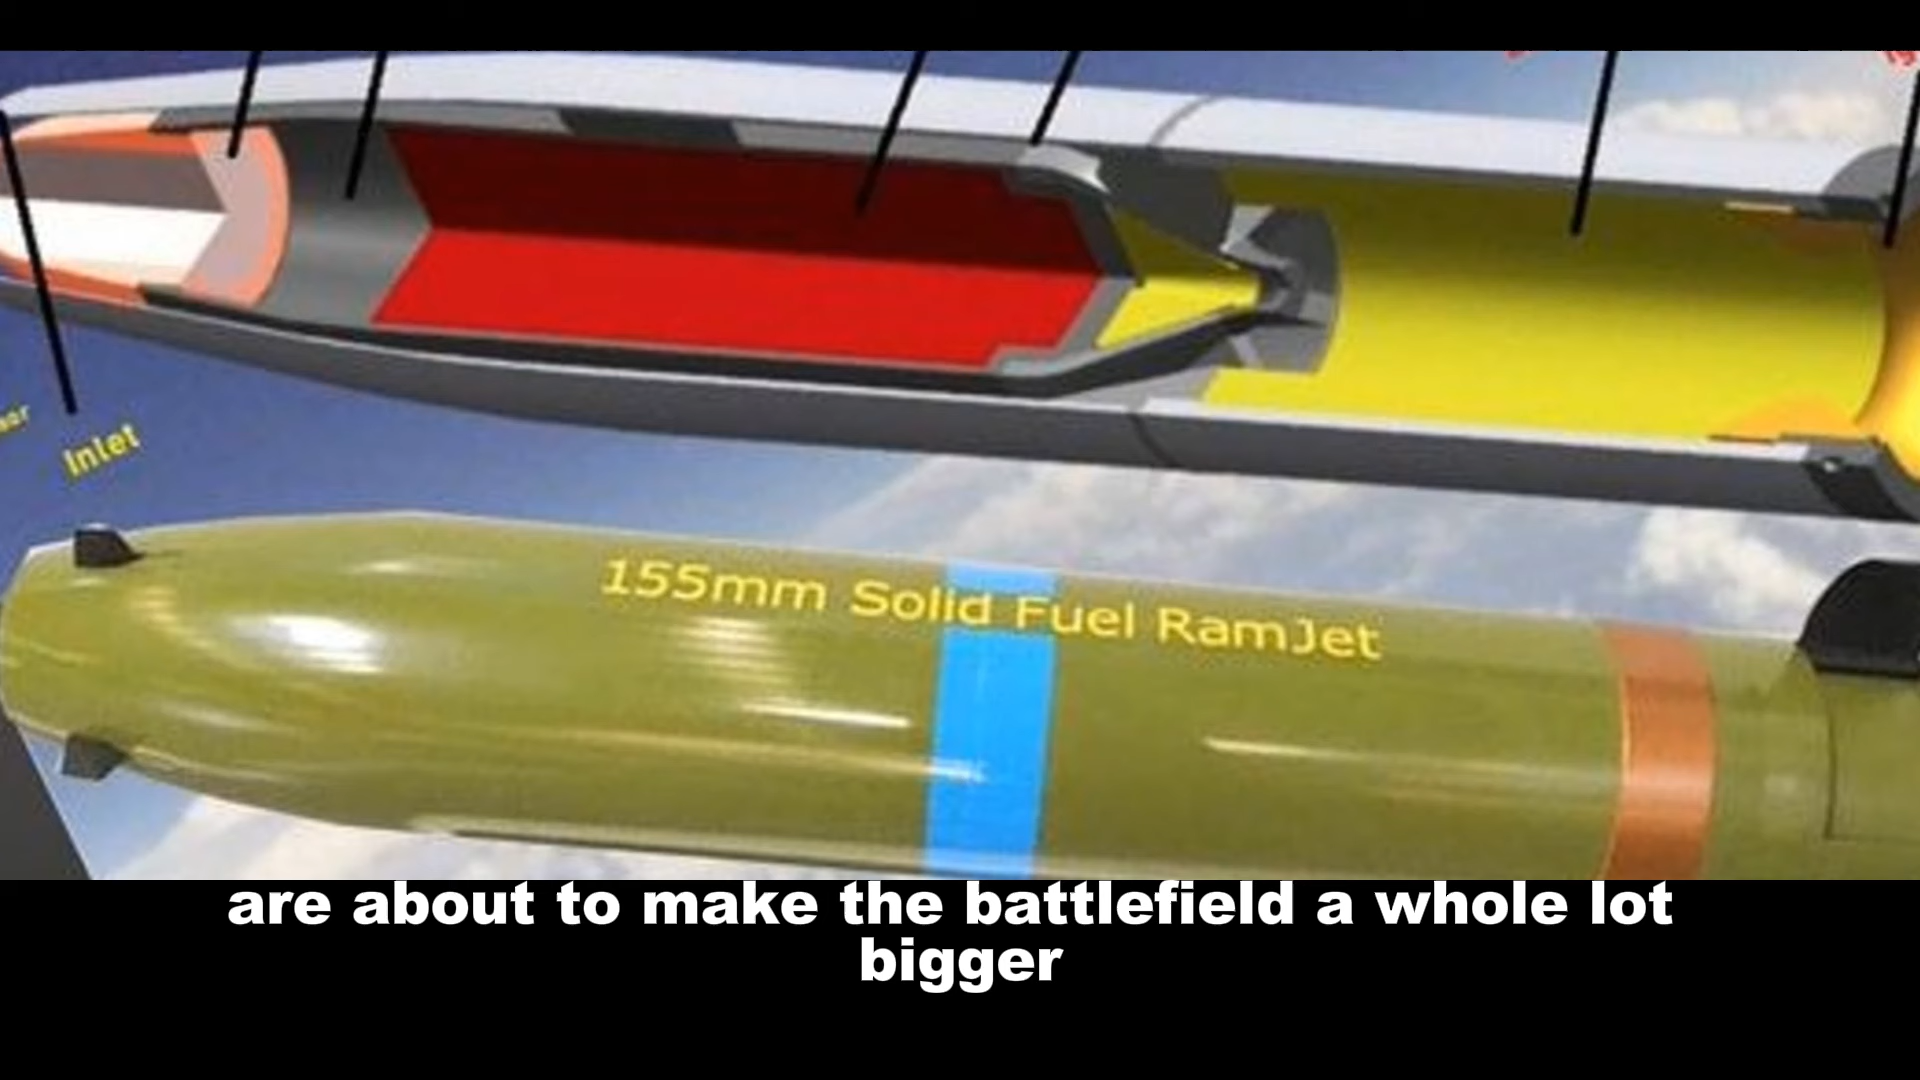 Inlet
155mm Solid Fuel RamJet
are about to make the battlefield a whole lot
bigger